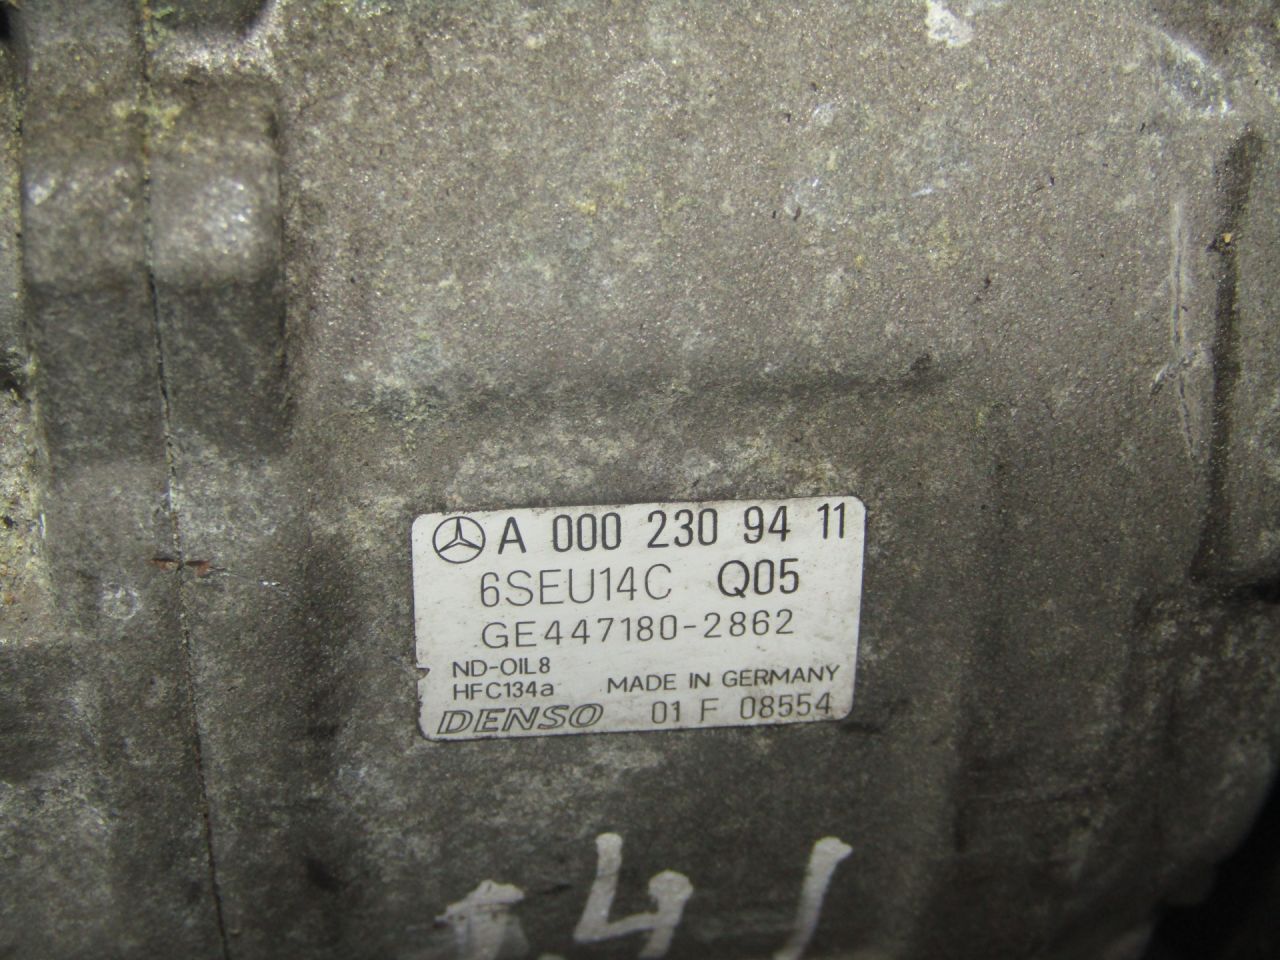 A 000 230 94 11
6SEU14C Q05
GE447180-2862
ND-OIL8
HFC134a MADE IN GERMANY
DENSO 01 F 08554